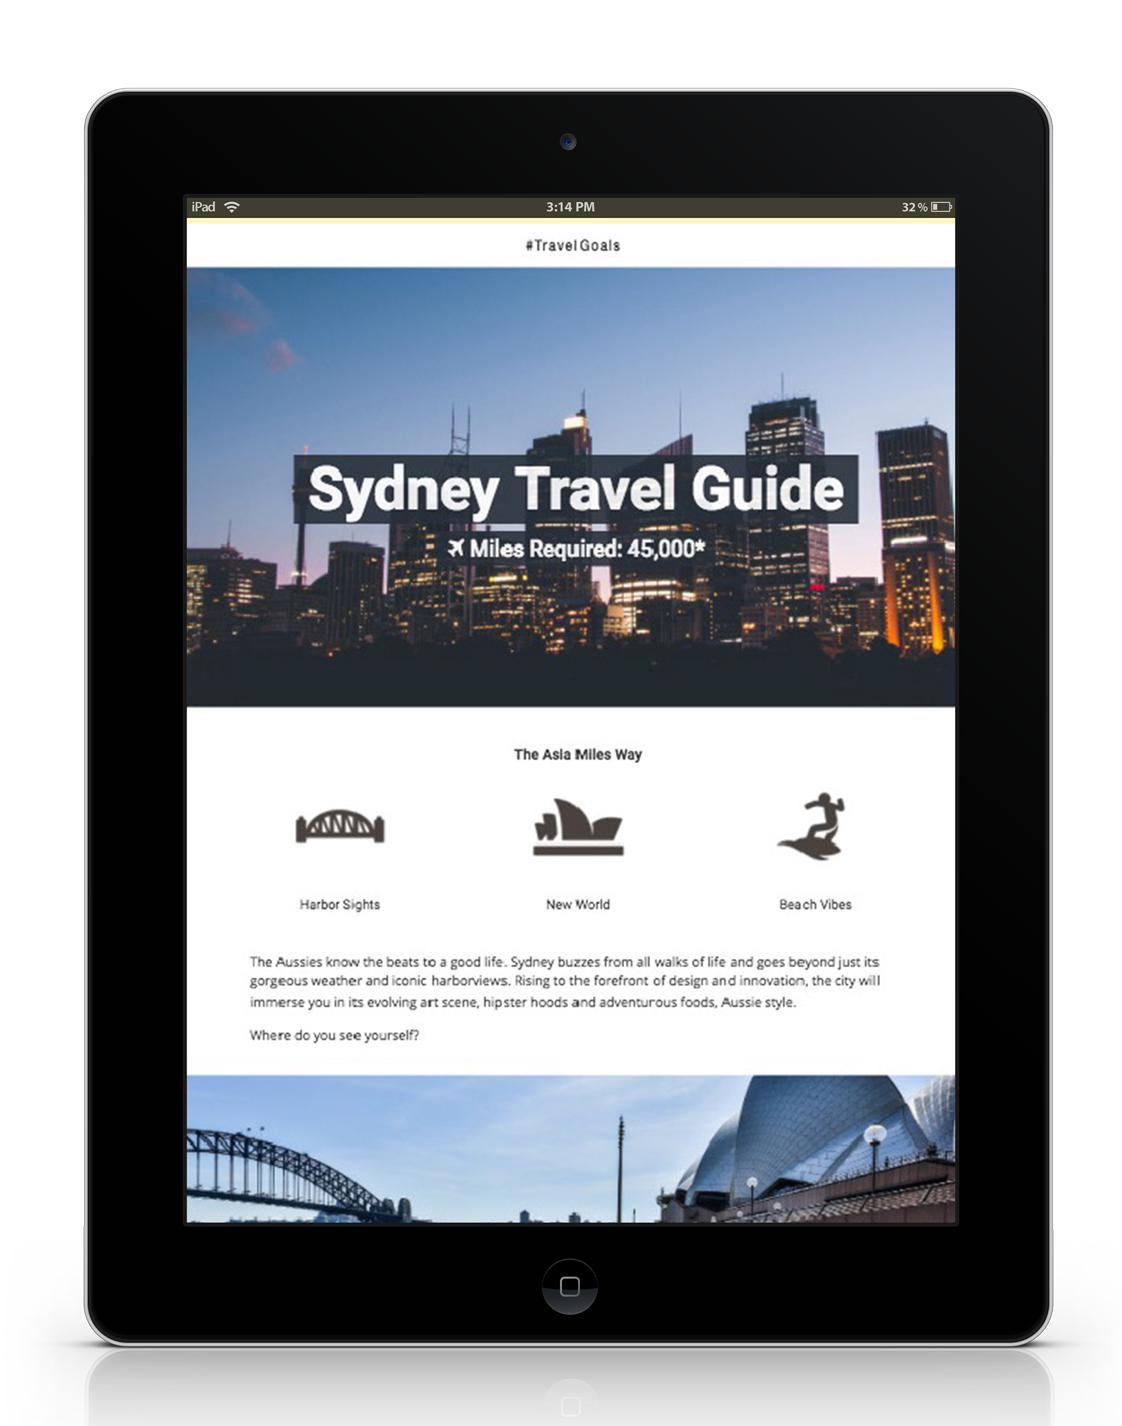 iPad 3:14 PM 32%
#TravelGoals
Sydney Travel Guide
Miles Required: 45,000*
The Asia Miles Way
Harbor Sights New World Beach Vibes
The Aussies know the beats to a good life. Sydney buzzes from all walks of life and goes beyond just its
gorgeous weather and iconic harborviews. Rising to the forefront of design and innovation, the city will
immerse you in its evolving art scene, hipster hoods and adventurous foods, Aussie style.
Where do you see yourself?